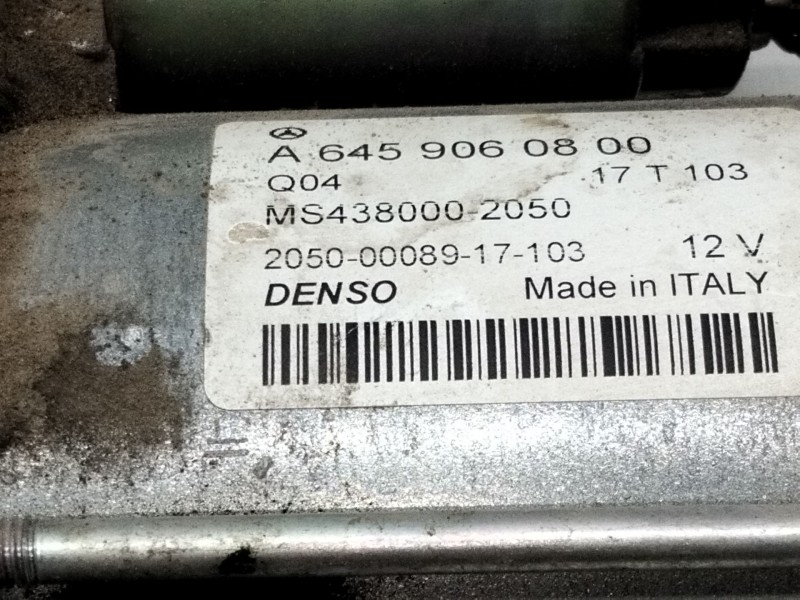 A 645 906 08 00
Q04 17 T 103
MS438000-2050
2050-00089-17-103 12 V
DENSO Made in ITALY